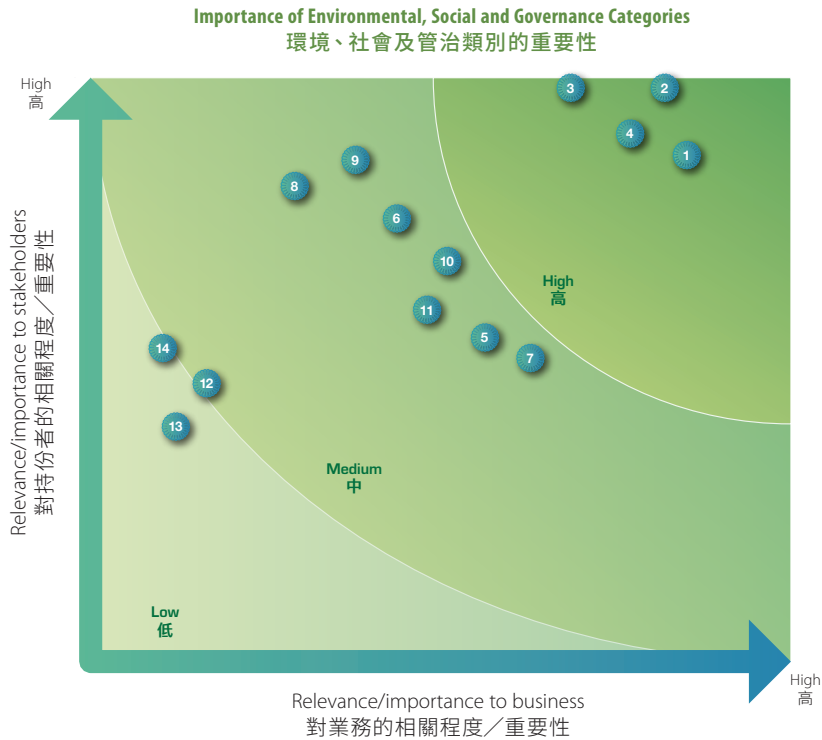 Importance of Environmental, Social and Governance Categories
環境、社會及管治類別的重要性
High
高
Relevance/importance to stakeholders
對持份者的相關程度／重要性
3
2
4
1
9
8
6
10
High
高
11
5
7
14
12
13
Medium
中
Low
低
High
高
Relevance/importance to business
對業務的相關程度／重要性